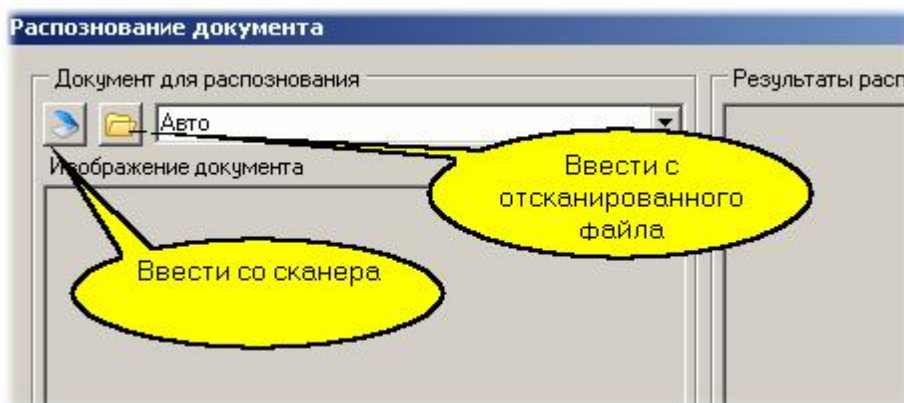 Распознование документа
Документ для распознования
Результаты расп
Авто
Изображение документа
Ввести с
отсканированного
файла
Ввести со сканера